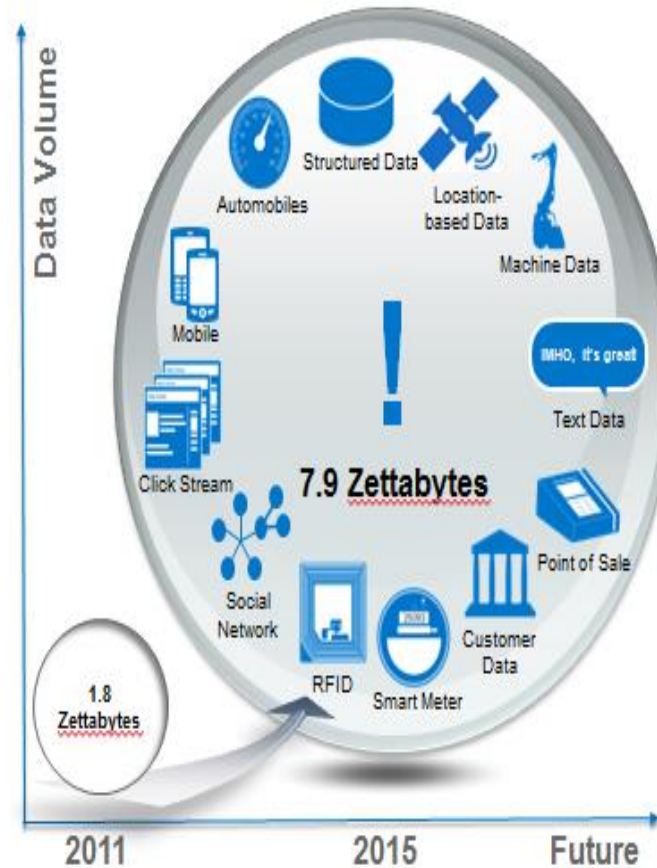 Data Volume
Structured Data
Automobiles
Location-
based Data
Machine Data
Mobile
!
IMHO, it's great
Text Data
Click Stream
7.9 Zettabytes
Point of Sale
Social
Network
Customer
Data
RFID
Smart Meter
1.8
Zettabytes
2011
2015
Future